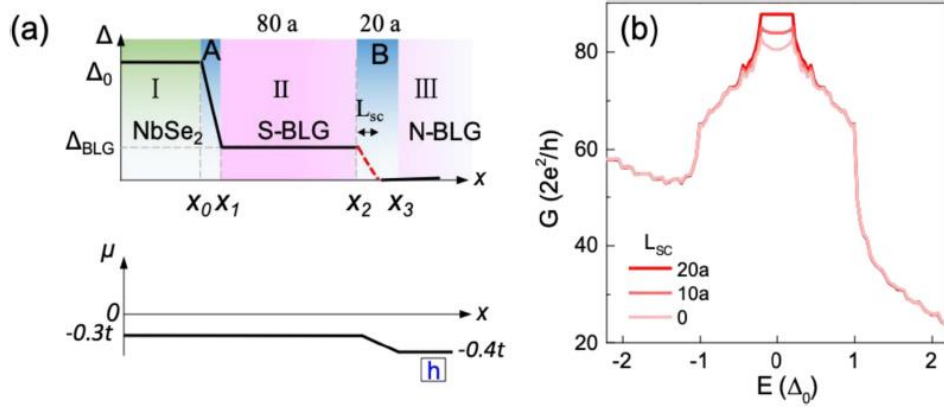 (a)
80 a
20 a
Δ
A
B
Δ₀
I
II
III
Lsc
NbSe₂
S-BLG
N-BLG
Δ_BLG
x
x₀ x₁
x₂
x₃
μ
0
x
-0.3t
-0.4t
h
(b)
G (2e²/h)
80
60
40
20
L_SC
20a
10a
0
-2 -1 0 1 2
E (Δ₀)